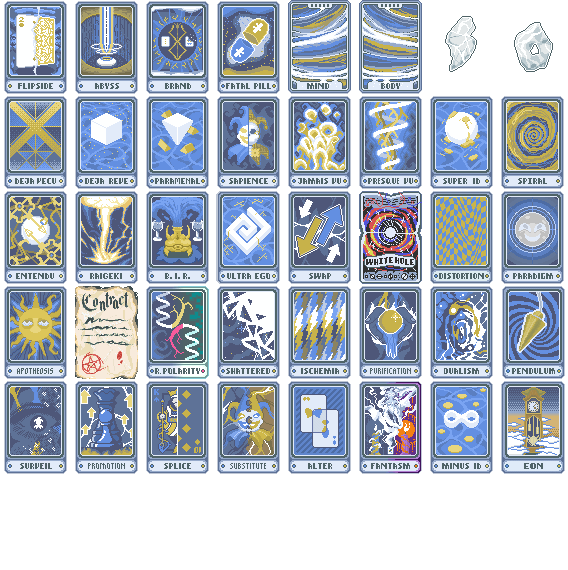 FLIPSIDE
ABYSS
BRAND
FATAL PILL
MIND
BODY
DEJA VECU
DEJA REVE
PARAMENAL
SAPIENCE
JAMAIS VU
PRESQUE VU
SUPER ID
SPIRAL
ENTENDU
RAIGEKI
B.I.R.
ULTRA EGO
SWAP
WHITE HOLE
DISTORTION
PARADIGM
APOTHEOSIS
Contract
R.POLARITY
SHATTERED
ISCHEMIA
PURIFICATION
DUALISM
PENDULUM
SURVEIL
PROMOTION
SPLICE
SUBSTITUTE
ALTER
FANTASM
MINUS ID
EON